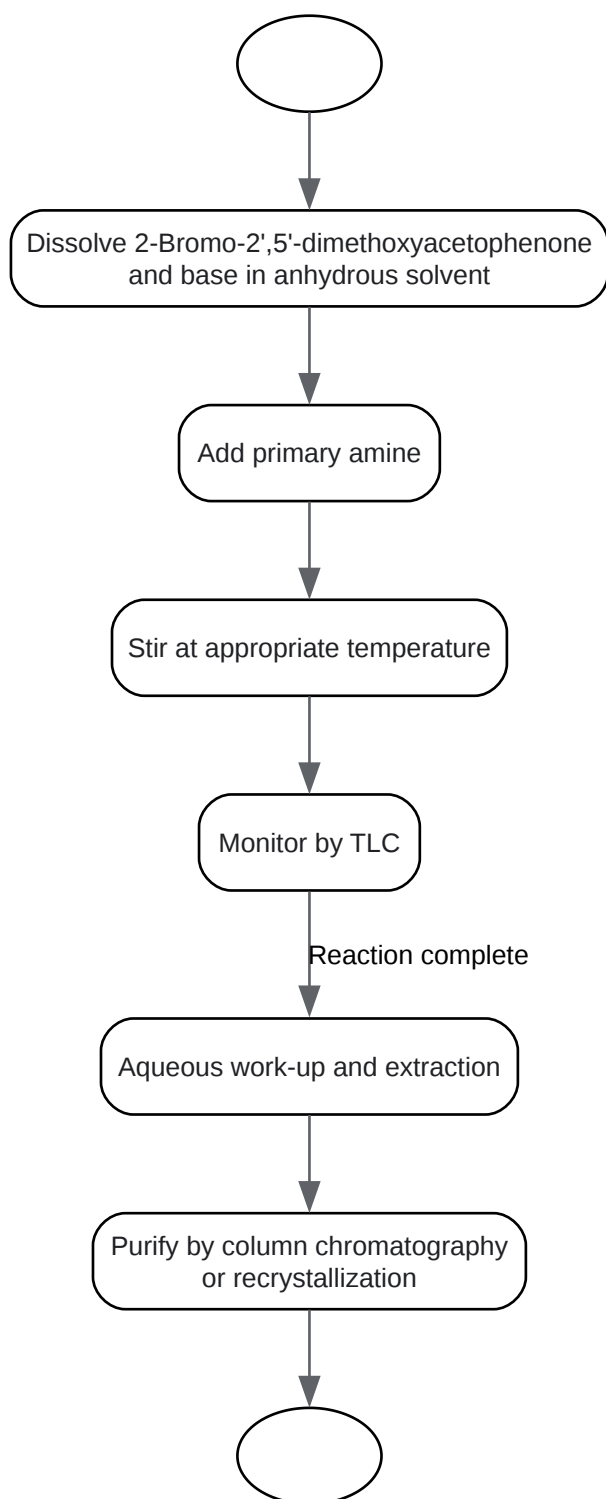 Dissolve 2-Bromo-2',5'-dimethoxyacetophenone
and base in anhydrous solvent
Add primary amine
Stir at appropriate temperature
Monitor by TLC
Reaction complete
Aqueous work-up and extraction
Purify by column chromatography
or recrystallization